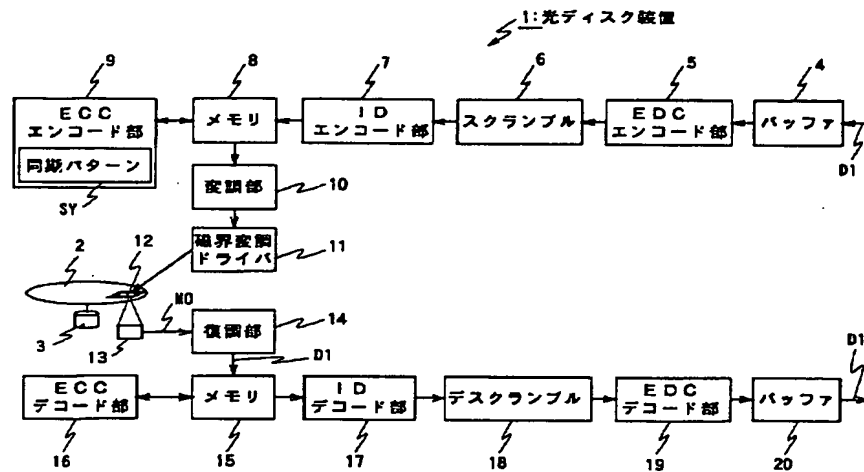 1:光ディスク装置
9
8
7
6
5
4
ECC
エンコード部
同期パターン
メモリ
ID
エンコード部
スクランブル
EDC
エンコード部
バッファ
D1
SY
変調部
10
磁界変調
ドライバ
11
2
12
MO
3
13
復調部
14
D1
D1
ECC
デコード部
メモリ
ID
デコード部
デスクランブル
EDC
デコード部
バッファ
16
15
17
18
19
20